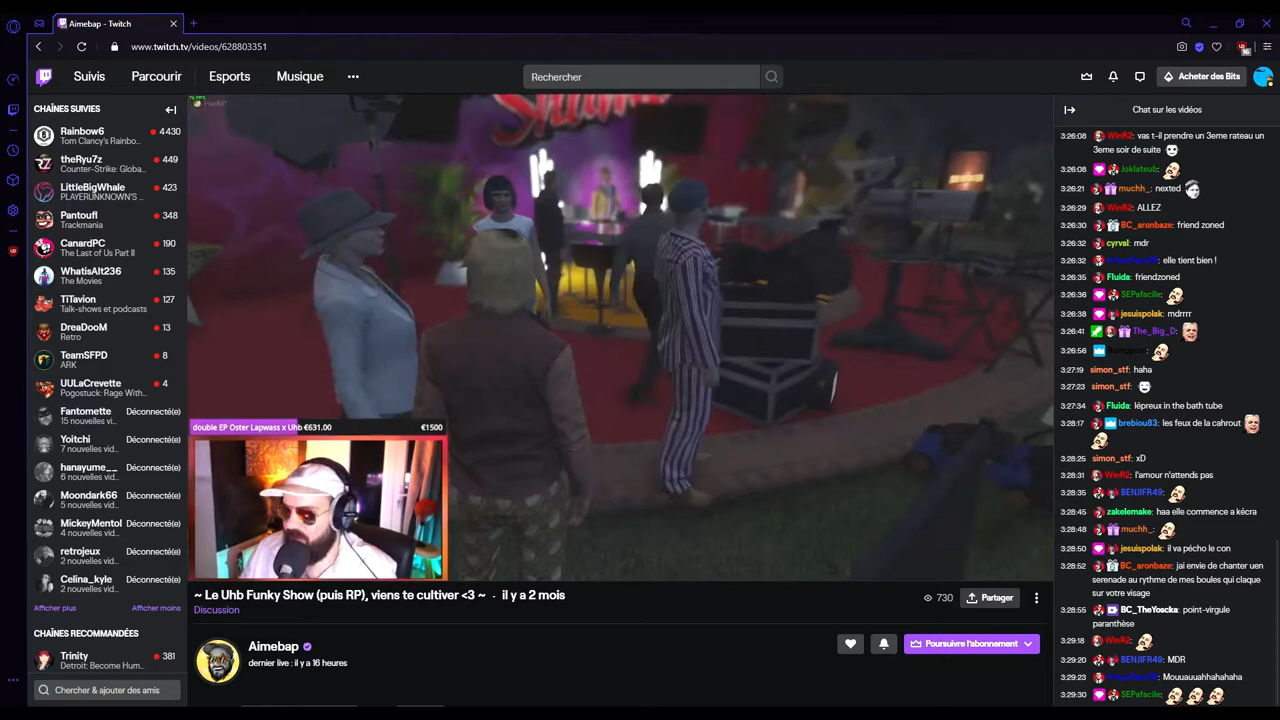 Aimebap - Twitch
www.twitch.tv/videos/628803351
Suivis
Parcourir
Esports
Musique
Rechercher
Acheter des Bits
CHAÎNES SUIVIES
Rainbow6
4430
Tom Clancy's Rainbo...
theRyu7z
449
Counter-Strike: Globa...
LittleBigWhale
423
PLAYERUNKNOWN'S ...
Pantoufl
348
Trackmania
CanardPC
190
The Last of Us Part II
WhatisAlt236
135
The Movies
TiTavion
127
Talk-shows et podcasts
DreaDooM
13
Retro
TeamSFPD
8
ARK
UULaCrevette
4
Pogostuck: Rage With...
Fantomette
Déconnecté(e)
15 nouvelles vid...
Yoitchi
Déconnecté(e)
7 nouvelles vid...
hanayume__
Déconnecté(e)
6 nouvelles vid...
Moondark66
Déconnecté(e)
5 nouvelles vid...
MickeyMentol
Déconnecté(e)
4 nouvelles vid...
retrojeux
Déconnecté(e)
2 nouvelles vid...
Celina_kyle
Déconnecté(e)
2 nouvelles vid...
Afficher plus
Afficher moins
CHAÎNES RECOMMANDÉES
Trinity
381
Detroit: Become Hum...
Chercher & ajouter des amis
FiveM
double EP Oster Lapwass x Uhb €631.00
€1500
~ Le Uhb Funky Show (puis RP), viens te cultiver <3 ~ - il y a 2 mois
Discussion
730
Partager
Aimebap
dernier live : il y a 16 heures
Poursuivre l'abonnement
Chat sur les vidéos
3:26:08 WinR2: vas t-il prendre un 3eme rateau un
3eme soir de suite
3:26:08 Joklateub:
3:26:21 muchh_: nexted
3:26:29 WinR2: ALLEZ
3:26:30 BC_aronbaze: friend zoned
3:26:32 cyrval: mdr
3:26:32 elle tient bien !
3:26:35 Fluida: friendzoned
3:26:36 SEPafacile:
3:26:38 jesuispolak: mdrrrr
3:26:41 The_Big_D:
3:26:56
3:27:19 simon_stf: haha
3:27:23 simon_stf:
3:27:34 Fluida: lépreux in the bath tube
3:28:17 brebiou83: les feux de la cahrout
3:28:25 simon_stf: xD
3:28:31 WinR2: l'amour n'attends pas
3:28:35 BENJIFR49:
3:28:45 zakelemake: haa elle commence a kécra
3:28:48 muchh_:
3:28:50 jesuispolak: il va pécho le con
3:28:52 BC_aronbaze: jai envie de chanter uen
serenade au rythme de mes boules qui claque
sur votre visage
3:28:55 BC_TheYoscka: point-virgule
paranthèse
3:29:18 WinR2:
3:29:20 BENJIFR49: MDR
3:29:23 Mouuauuahhahahaha
3:29:30 SEPafacile: